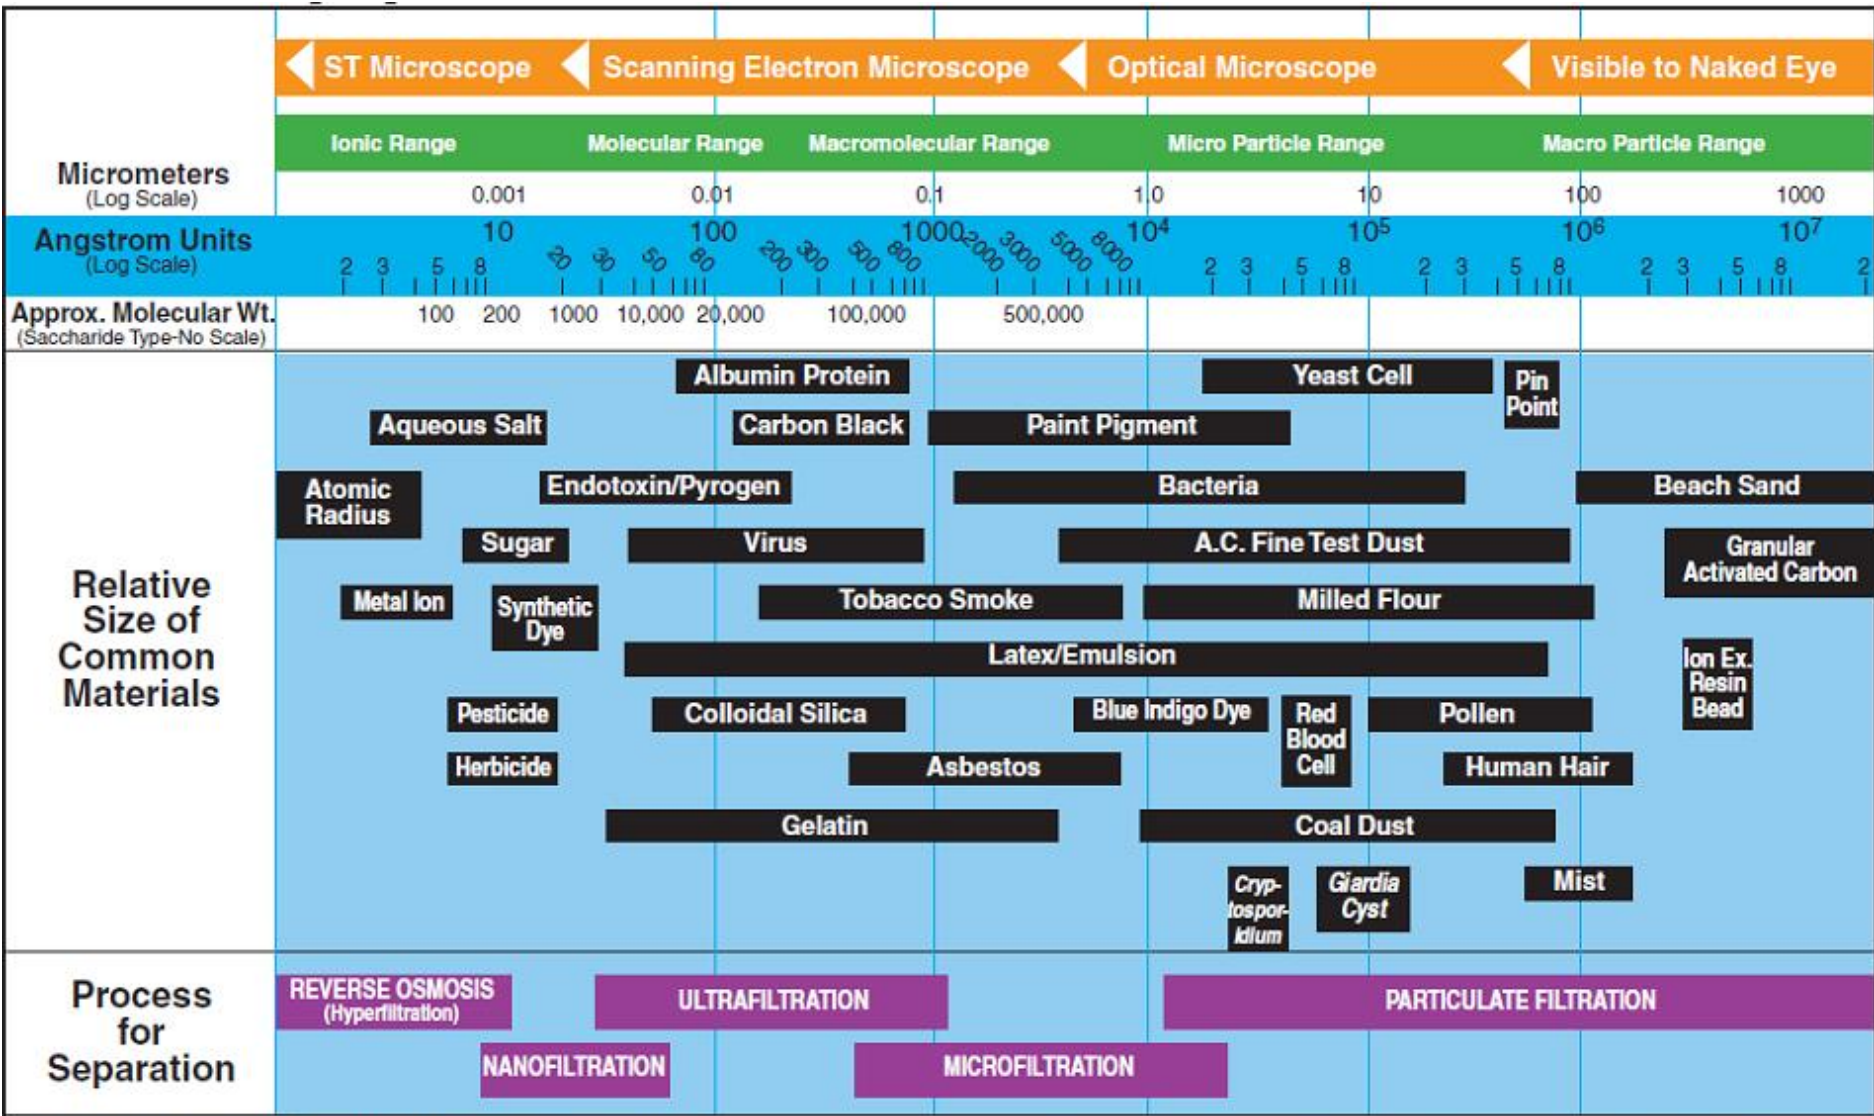 ST Microscope Scanning Electron Microscope Optical Microscope Visible to Naked Eye
Ionic Range Molecular Range Macromolecular Range Micro Particle Range Macro Particle Range
Micrometers
(Log Scale)
0.001 0.01 0.1 1.0 10 100 1000
Angstrom Units
(Log Scale)
10 100 1000 10⁴ 10⁵ 10⁶ 10⁷
2 3 5 8 20 30 50 80 200 300 500 800 2000 3000 5000 8000 2 3 5 8 2 3 5 8 2 3 5 8 2
Approx. Molecular Wt.
(Saccharide Type-No Scale)
100 200 1000 10,000 20,000 100,000 500,000
Relative
Size of
Common
Materials
Albumin Protein
Yeast Cell
Pin
Point
Aqueous Salt
Carbon Black
Paint Pigment
Atomic
Radius
Endotoxin/Pyrogen
Bacteria
Beach Sand
Sugar
Virus
A.C. Fine Test Dust
Granular
Activated Carbon
Metal Ion
Synthetic
Dye
Tobacco Smoke
Milled Flour
Latex/Emulsion
Ion Ex.
Resin
Bead
Pesticide
Colloidal Silica
Blue Indigo Dye
Red
Blood
Cell
Pollen
Herbicide
Asbestos
Human Hair
Gelatin
Coal Dust
Cryp-
tospor-
idium
Giardia
Cyst
Mist
Process
for
Separation
REVERSE OSMOSIS
(Hyperfiltration)
ULTRAFILTRATION
PARTICULATE FILTRATION
NANOFILTRATION
MICROFILTRATION